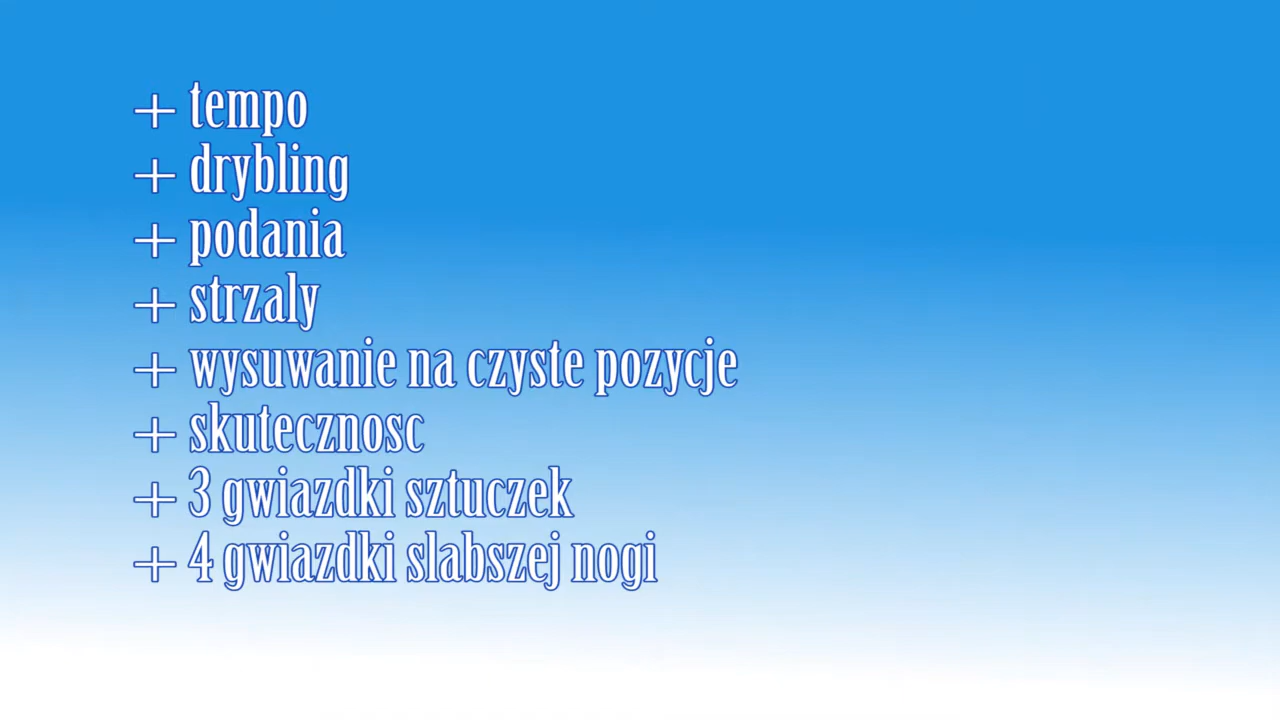 + tempo
+ drybling
+ podania
+ strzaly
+ wysuwanie na czyste pozycje
+ skutecznosc
+ 3 gwiazdki sztuczek
+ 4 gwiazdki slabszej nogi